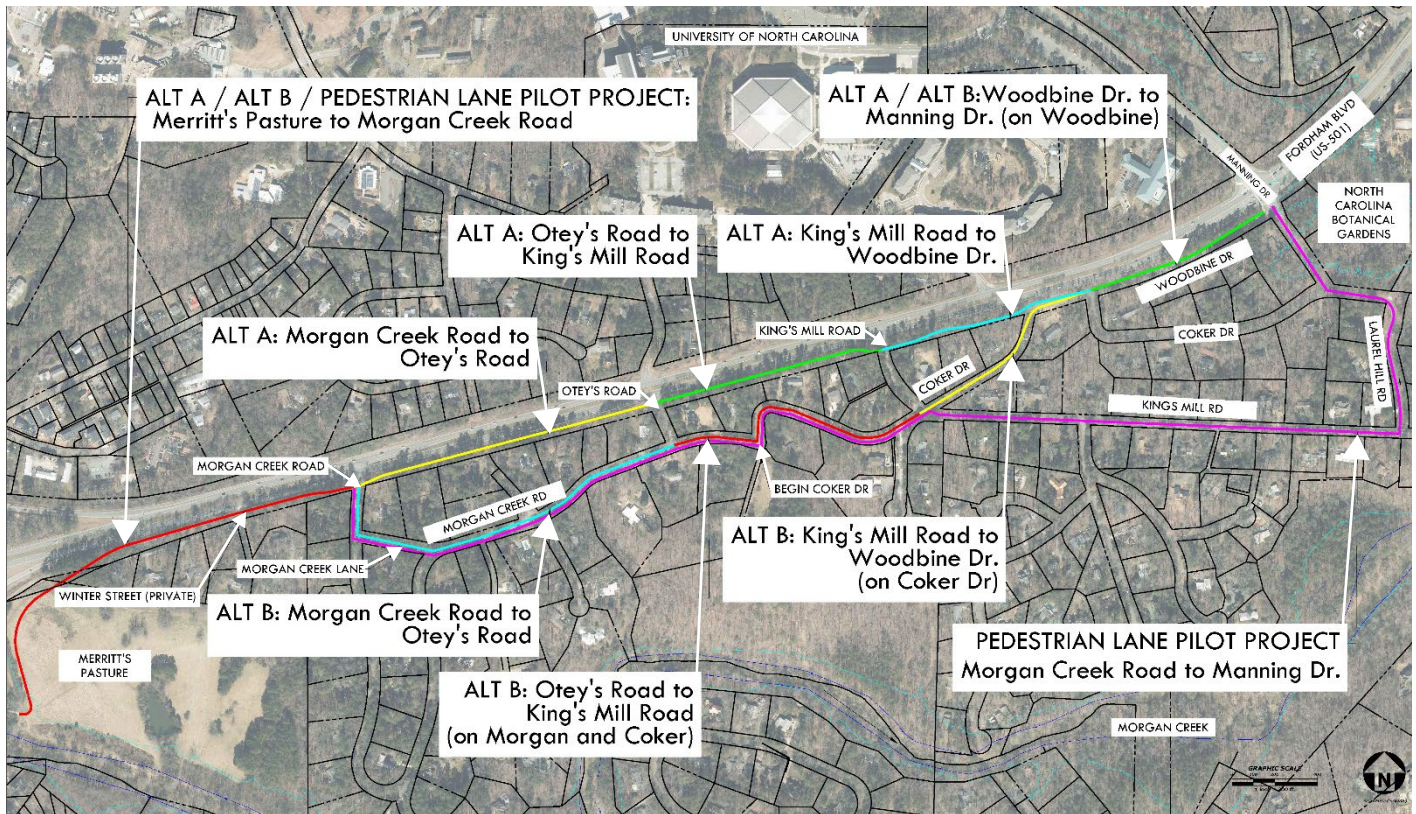 UNIVERSITY OF NORTH CAROLINA
ALT A / ALT B / PEDESTRIAN LANE PILOT PROJECT:
Merritt's Pasture to Morgan Creek Road
ALT A / ALT B:Woodbine Dr. to
Manning Dr. (on Woodbine)
FORDHAM BLVD
(US-501)
MANNING DR
NORTH
CAROLINA
BOTANICAL
GARDENS
ALT A: Otey's Road to
King's Mill Road
ALT A: King's Mill Road to
Woodbine Dr.
WOODBINE DR
ALT A: Morgan Creek Road to
Otey's Road
KING'S MILL ROAD
COKER DR
LAUREL HILL RD
OTEY'S ROAD
COKER DR
KINGS MILL RD
MORGAN CREEK ROAD
BEGIN COKER DR
MORGAN CREEK RD
MORGAN CREEK LANE
WINTER STREET (PRIVATE)
ALT B: Morgan Creek Road to
Otey's Road
ALT B: King's Mill Road to
Woodbine Dr.
(on Coker Dr)
MERRITT'S
PASTURE
ALT B: Otey's Road to
King's Mill Road
(on Morgan and Coker)
PEDESTRIAN LANE PILOT PROJECT
Morgan Creek Road to Manning Dr.
MORGAN CREEK
GRAPHIC SCALE
N